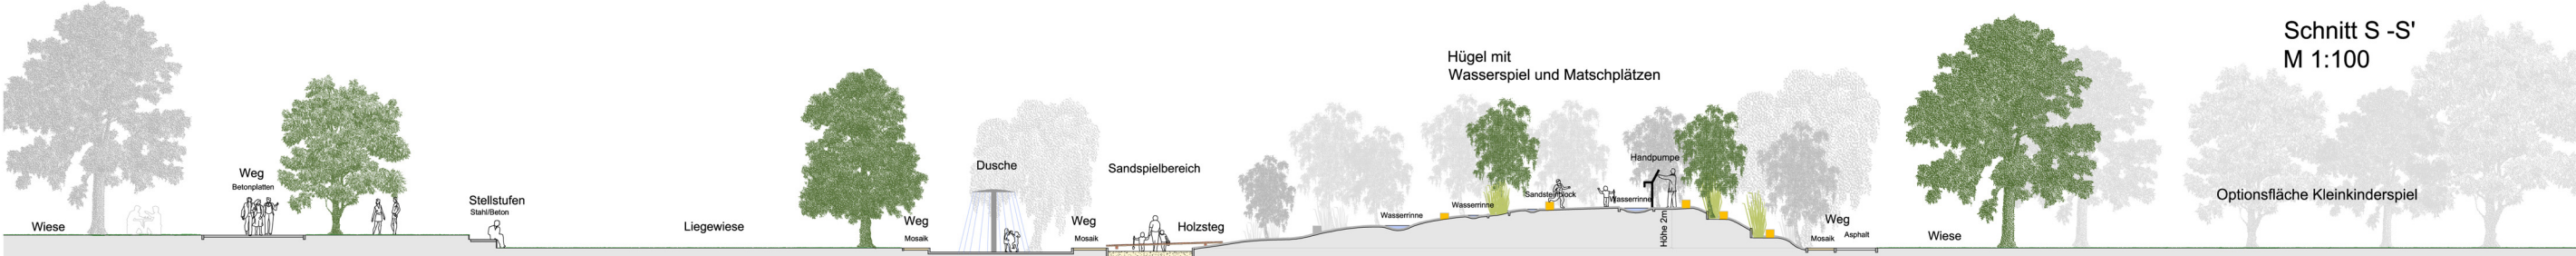 Schnitt S -S'
M 1:100
Hügel mit
Wasserspiel und Matschplätzen
Wiese
Weg
Betonplatten
Stellstufen
Stahl/Beton
Liegewiese
Weg
Mosaik
Dusche
Weg
Mosaik
Sandspielbereich
Holzsteg
Wasserrinne
Wasserrinne
Sandsteinblock
Wasserrinne
Handpumpe
Höhe 2m
Weg
Mosaik
Asphalt
Wiese
Optionsfläche Kleinkinderspiel